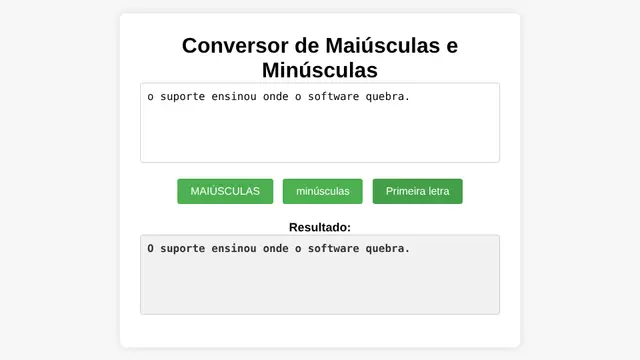 Conversor de Maiúsculas e
Minúsculas
o suporte ensinou onde o software quebra.
MAIÚSCULAS
minúsculas
Primeira letra
Resultado:
O suporte ensinou onde o software quebra.